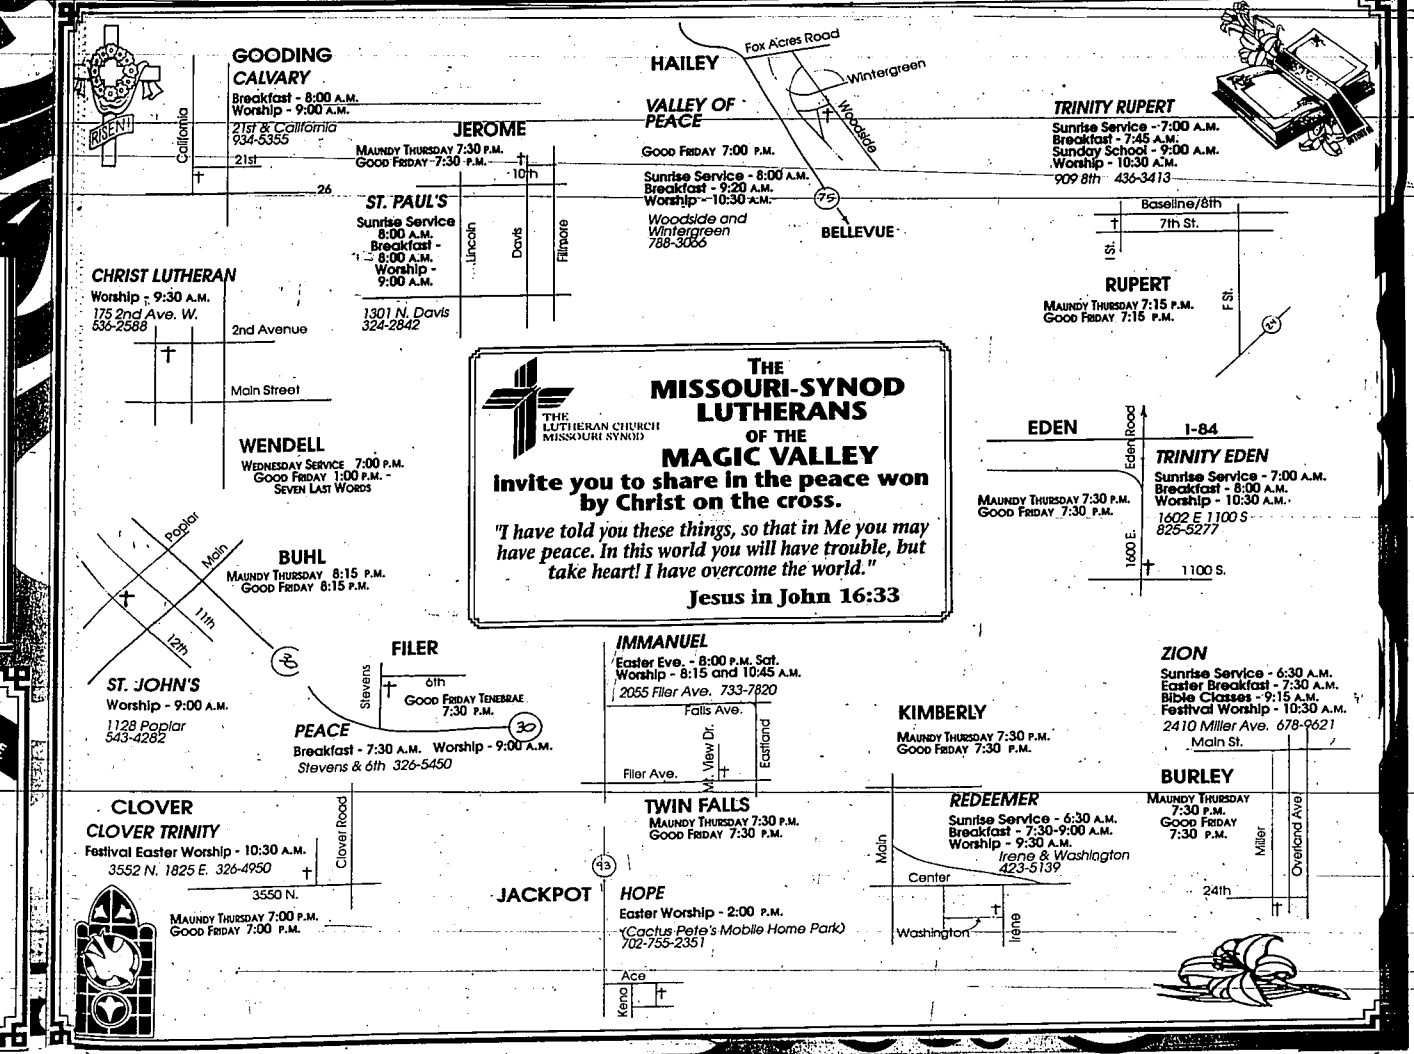 RISEN!
GOODING
CALVARY
Breakfast - 8:00 A.M.
Worship - 9:00 A.M.
21st & California
934-5355
California
21st
26
JEROME
MAUNDY THURSDAY 7:30 P.M.
GOOD FRIDAY 7:30 P.M.
ST. PAUL'S
Sunrise Service
8:00 A.M.
Breakfast -
8:00 A.M.
Worship -
9:00 A.M.
1301 N. Davis
324-2842
10th
Lincoln
Davis
Fillmore
HAILEY
VALLEY OF
PEACE
GOOD FRIDAY 7:00 P.M.
Sunrise Service - 8:00 A.M.
Breakfast - 9:20 A.M.
Worship - 10:30 A.M.
Woodside and
Wintergreen
788-3066
Fox Acres Road
Wintergreen
Woodside
75
BELLEVUE
TRINITY RUPERT
Sunrise Service - 7:00 A.M.
Breakfast - 7:45 A.M.
Sunday School - 9:00 A.M.
Worship - 10:30 A.M.
909 8th 436-3413
Baseline/8th
7th St.
I St.
F St.
24
RUPERT
MAUNDY THURSDAY 7:15 P.M.
GOOD FRIDAY 7:15 P.M.
CHRIST LUTHERAN
Worship - 9:30 A.M.
175 2nd Ave. W.
536-2588
2nd Avenue
Main Street
WENDELL
WEDNESDAY SERVICE 7:00 P.M.
GOOD FRIDAY 1:00 P.M. -
SEVEN LAST WORDS
THE
LUTHERAN CHURCH
MISSOURI SYNOD
THE
MISSOURI-SYNOD
LUTHERANS
OF THE
MAGIC VALLEY
invite you to share in the peace won
by Christ on the cross.
"I have told you these things, so that in Me you may
have peace. In this world you will have trouble, but
take heart! I have overcome the world."
Jesus in John 16:33
EDEN
Eden Road
I-84
TRINITY EDEN
Sunrise Service - 7:00 A.M.
Breakfast - 8:00 A.M.
Worship - 10:30 A.M.
1602 E 1100 S
825-5277
MAUNDY THURSDAY 7:30 P.M.
GOOD FRIDAY 7:30 P.M.
1600 E.
1100 S.
Poplar
Main
11th
12th
30
BUHL
MAUNDY THURSDAY 8:15 P.M.
GOOD FRIDAY 8:15 P.M.
ST. JOHN'S
Worship - 9:00 A.M.
1128 Poplar
543-4282
FILER
Stevens
6th
GOOD FRIDAY TENEBRAE
7:30 P.M.
30
PEACE
Breakfast - 7:30 A.M. Worship - 9:00 A.M.
Stevens & 6th 326-5450
IMMANUEL
Easter Eve. - 8:00 P.M. Sat.
Worship - 8:15 and 10:45 A.M.
2055 Filer Ave. 733-7820
Falls Ave.
Mt. View Dr.
Eastland
Filer Ave.
TWIN FALLS
MAUNDY THURSDAY 7:30 P.M.
GOOD FRIDAY 7:30 P.M.
KIMBERLY
MAUNDY THURSDAY 7:30 P.M.
GOOD FRIDAY 7:30 P.M.
REDEEMER
Sunrise Service - 6:30 A.M.
Breakfast - 7:30-9:00 A.M.
Worship - 9:30 A.M.
Irene & Washington
423-5139
Main
Center
Washington
Irene
ZION
Sunrise Service - 6:30 A.M.
Easter Breakfast - 7:30 A.M.
Bible Classes - 9:15 A.M.
Festival Worship - 10:30 A.M.
2410 Miller Ave. 678-9621
Main St.
BURLEY
MAUNDY THURSDAY
7:30 P.M.
GOOD FRIDAY
7:30 P.M.
Miller
Overland Ave.
24th
CLOVER
CLOVER TRINITY
Festival Easter Worship - 10:30 A.M.
3552 N. 1825 E. 326-4950
Clover Road
3550 N.
MAUNDY THURSDAY 7:00 P.M.
GOOD FRIDAY 7:00 P.M.
93
JACKPOT
HOPE
Easter Worship - 2:00 P.M.
(Cactus Pete's Mobile Home Park)
702-755-2351
Ace
Keno